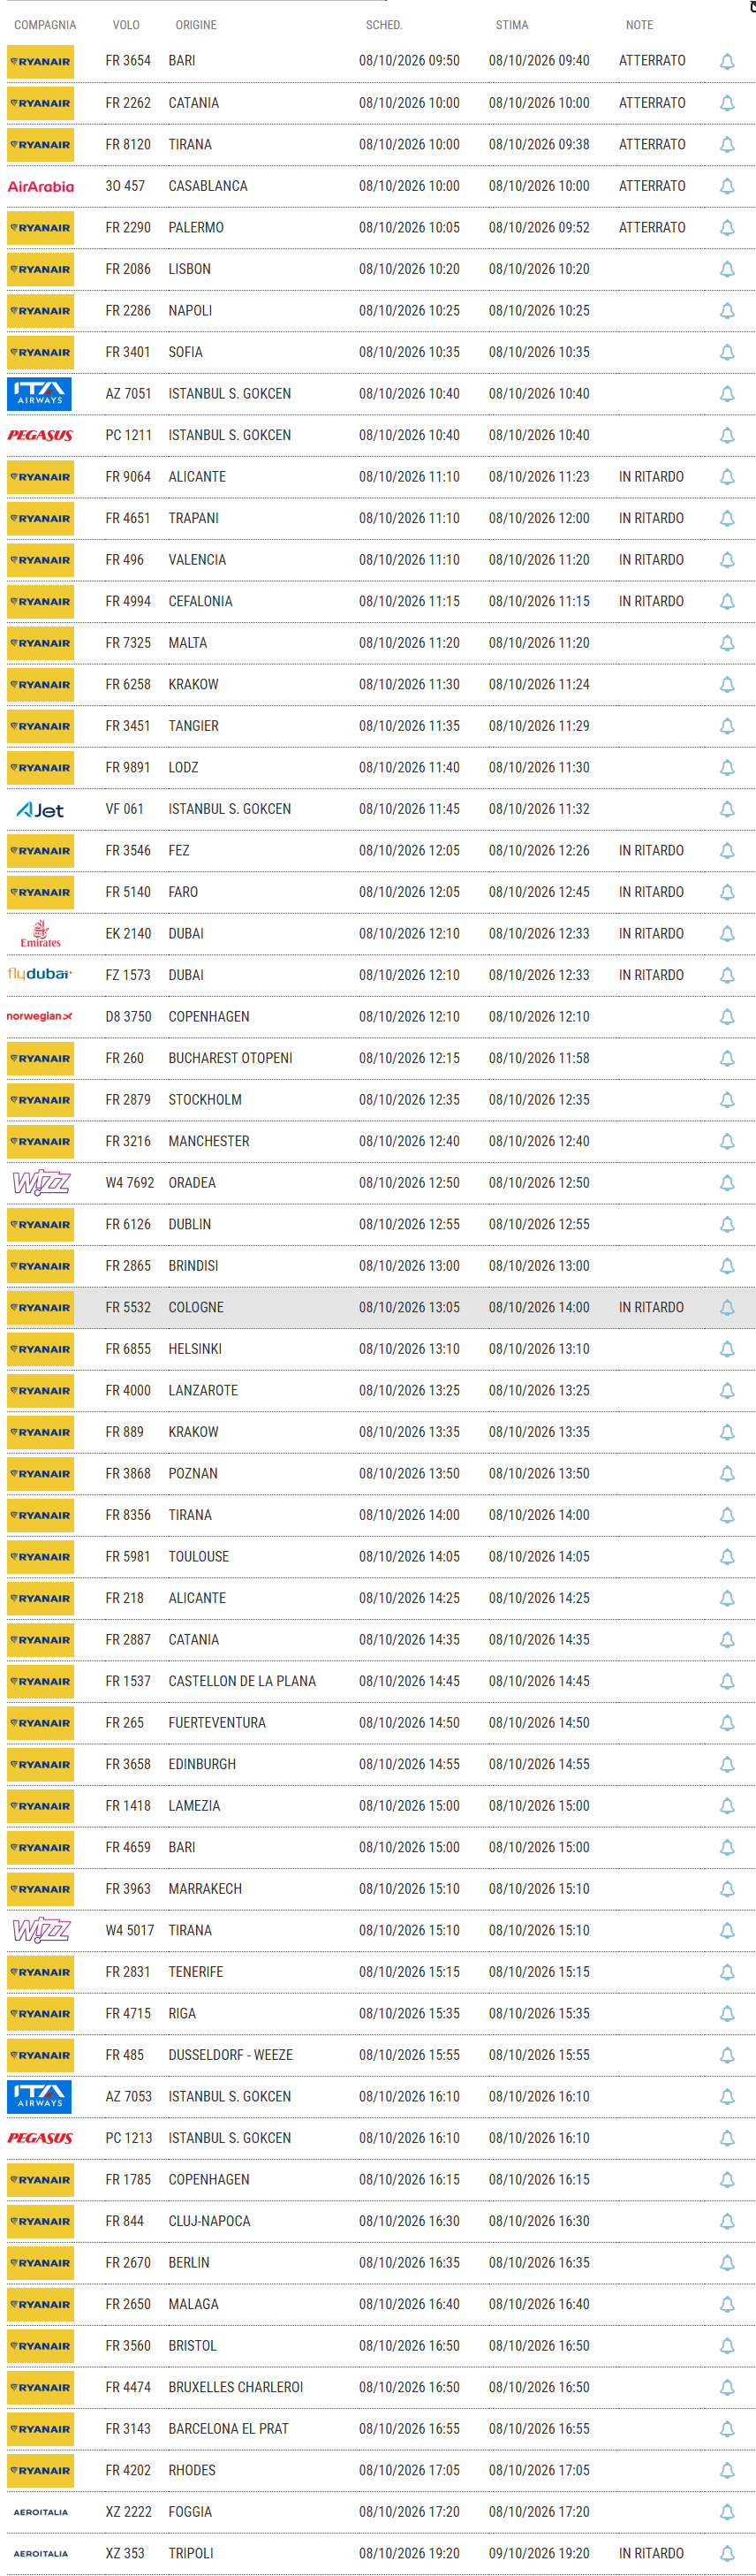 COMPAGNIA VOLO ORIGINE SCHED. STIMA NOTE
RYANAIR FR 3654 BARI 08/10/2026 09:50 08/10/2026 09:40 ATTERRATO
RYANAIR FR 2262 CATANIA 08/10/2026 10:00 08/10/2026 10:00 ATTERRATO
RYANAIR FR 8120 TIRANA 08/10/2026 10:00 08/10/2026 09:38 ATTERRATO
AirArabia 3O 457 CASABLANCA 08/10/2026 10:00 08/10/2026 10:00 ATTERRATO
RYANAIR FR 2290 PALERMO 08/10/2026 10:05 08/10/2026 09:52 ATTERRATO
RYANAIR FR 2086 LISBON 08/10/2026 10:20 08/10/2026 10:20
RYANAIR FR 2286 NAPOLI 08/10/2026 10:25 08/10/2026 10:25
RYANAIR FR 3401 SOFIA 08/10/2026 10:35 08/10/2026 10:35
ITA AIRWAYS AZ 7051 ISTANBUL S. GOKCEN 08/10/2026 10:40 08/10/2026 10:40
PEGASUS PC 1211 ISTANBUL S. GOKCEN 08/10/2026 10:40 08/10/2026 10:40
RYANAIR FR 9064 ALICANTE 08/10/2026 11:10 08/10/2026 11:23 IN RITARDO
RYANAIR FR 4651 TRAPANI 08/10/2026 11:10 08/10/2026 12:00 IN RITARDO
RYANAIR FR 496 VALENCIA 08/10/2026 11:10 08/10/2026 11:20 IN RITARDO
RYANAIR FR 4994 CEFALONIA 08/10/2026 11:15 08/10/2026 11:15 IN RITARDO
RYANAIR FR 7325 MALTA 08/10/2026 11:20 08/10/2026 11:20
RYANAIR FR 6258 KRAKOW 08/10/2026 11:30 08/10/2026 11:24
RYANAIR FR 3451 TANGIER 08/10/2026 11:35 08/10/2026 11:29
RYANAIR FR 9891 LODZ 08/10/2026 11:40 08/10/2026 11:30
AJet VF 061 ISTANBUL S. GOKCEN 08/10/2026 11:45 08/10/2026 11:32
RYANAIR FR 3546 FEZ 08/10/2026 12:05 08/10/2026 12:26 IN RITARDO
RYANAIR FR 5140 FARO 08/10/2026 12:05 08/10/2026 12:45 IN RITARDO
Emirates EK 2140 DUBAI 08/10/2026 12:10 08/10/2026 12:33 IN RITARDO
flydubai FZ 1573 DUBAI 08/10/2026 12:10 08/10/2026 12:33 IN RITARDO
norwegian D8 3750 COPENHAGEN 08/10/2026 12:10 08/10/2026 12:10
RYANAIR FR 260 BUCHAREST OTOPENI 08/10/2026 12:15 08/10/2026 11:58
RYANAIR FR 2879 STOCKHOLM 08/10/2026 12:35 08/10/2026 12:35
RYANAIR FR 3216 MANCHESTER 08/10/2026 12:40 08/10/2026 12:40
WIZZ W4 7692 ORADEA 08/10/2026 12:50 08/10/2026 12:50
RYANAIR FR 6126 DUBLIN 08/10/2026 12:55 08/10/2026 12:55
RYANAIR FR 2865 BRINDISI 08/10/2026 13:00 08/10/2026 13:00
RYANAIR FR 5532 COLOGNE 08/10/2026 13:05 08/10/2026 14:00 IN RITARDO
RYANAIR FR 6855 HELSINKI 08/10/2026 13:10 08/10/2026 13:10
RYANAIR FR 4000 LANZAROTE 08/10/2026 13:25 08/10/2026 13:25
RYANAIR FR 889 KRAKOW 08/10/2026 13:35 08/10/2026 13:35
RYANAIR FR 3868 POZNAN 08/10/2026 13:50 08/10/2026 13:50
RYANAIR FR 8356 TIRANA 08/10/2026 14:00 08/10/2026 14:00
RYANAIR FR 5981 TOULOUSE 08/10/2026 14:05 08/10/2026 14:05
RYANAIR FR 218 ALICANTE 08/10/2026 14:25 08/10/2026 14:25
RYANAIR FR 2887 CATANIA 08/10/2026 14:35 08/10/2026 14:35
RYANAIR FR 1537 CASTELLON DE LA PLANA 08/10/2026 14:45 08/10/2026 14:45
RYANAIR FR 265 FUERTEVENTURA 08/10/2026 14:50 08/10/2026 14:50
RYANAIR FR 3658 EDINBURGH 08/10/2026 14:55 08/10/2026 14:55
RYANAIR FR 1418 LAMEZIA 08/10/2026 15:00 08/10/2026 15:00
RYANAIR FR 4659 BARI 08/10/2026 15:00 08/10/2026 15:00
RYANAIR FR 3963 MARRAKECH 08/10/2026 15:10 08/10/2026 15:10
WIZZ W4 5017 TIRANA 08/10/2026 15:10 08/10/2026 15:10
RYANAIR FR 2831 TENERIFE 08/10/2026 15:15 08/10/2026 15:15
RYANAIR FR 4715 RIGA 08/10/2026 15:35 08/10/2026 15:35
RYANAIR FR 485 DUSSELDORF - WEEZE 08/10/2026 15:55 08/10/2026 15:55
ITA AIRWAYS AZ 7053 ISTANBUL S. GOKCEN 08/10/2026 16:10 08/10/2026 16:10
PEGASUS PC 1213 ISTANBUL S. GOKCEN 08/10/2026 16:10 08/10/2026 16:10
RYANAIR FR 1785 COPENHAGEN 08/10/2026 16:15 08/10/2026 16:15
RYANAIR FR 844 CLUJ-NAPOCA 08/10/2026 16:30 08/10/2026 16:30
RYANAIR FR 2670 BERLIN 08/10/2026 16:35 08/10/2026 16:35
RYANAIR FR 2650 MALAGA 08/10/2026 16:40 08/10/2026 16:40
RYANAIR FR 3560 BRISTOL 08/10/2026 16:50 08/10/2026 16:50
RYANAIR FR 4474 BRUXELLES CHARLEROI 08/10/2026 16:50 08/10/2026 16:50
RYANAIR FR 3143 BARCELONA EL PRAT 08/10/2026 16:55 08/10/2026 16:55
RYANAIR FR 4202 RHODES 08/10/2026 17:05 08/10/2026 17:05
AEROITALIA XZ 2222 FOGGIA 08/10/2026 17:20 08/10/2026 17:20
AEROITALIA XZ 353 TRIPOLI 08/10/2026 19:20 09/10/2026 19:20 IN RITARDO